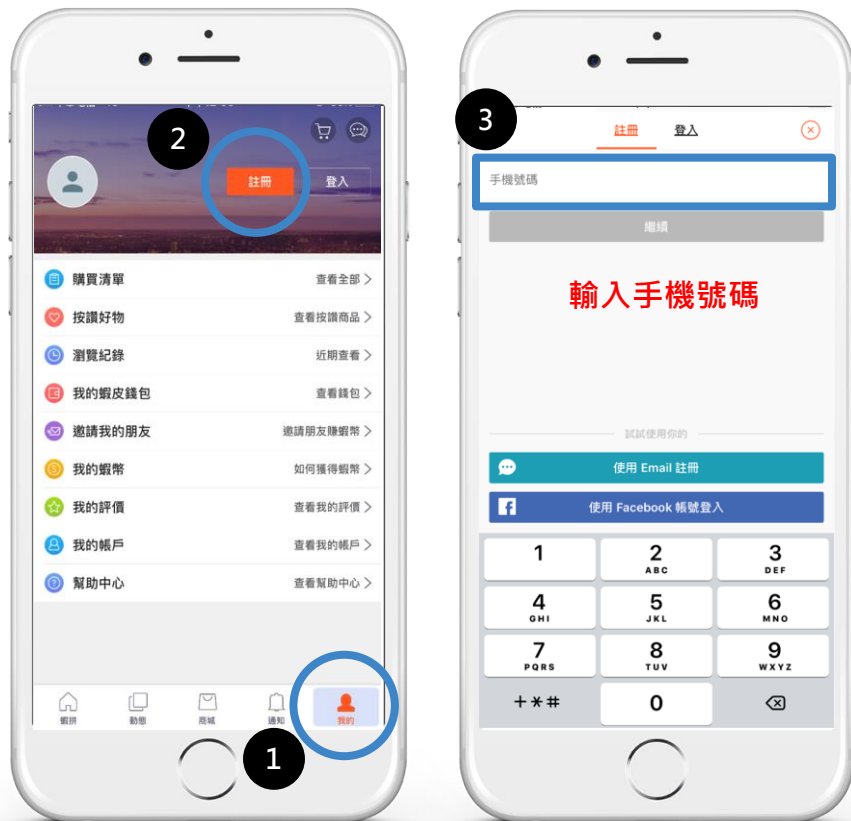 2
註冊
登入
購買清單
查看全部
按讚好物
查看按讚商品
瀏覽紀錄
近期查看
我的蝦皮錢包
查看錢包
邀請我的朋友
邀請朋友賺蝦幣
我的蝦幣
如何獲得蝦幣
我的評價
查看我的評價
我的帳戶
查看我的帳戶
幫助中心
查看幫助中心
蝦拼
動態
商城
通知
我的
1
3
註冊
登入
手機號碼
繼續
輸入手機號碼
試試使用你的
使用 Email 註冊
f
使用 Facebook 帳號登入
1
2
ABC
3
DEF
4
GHI
5
JKL
6
MNO
7
PQRS
8
TUV
9
WXYZ
+*#
0